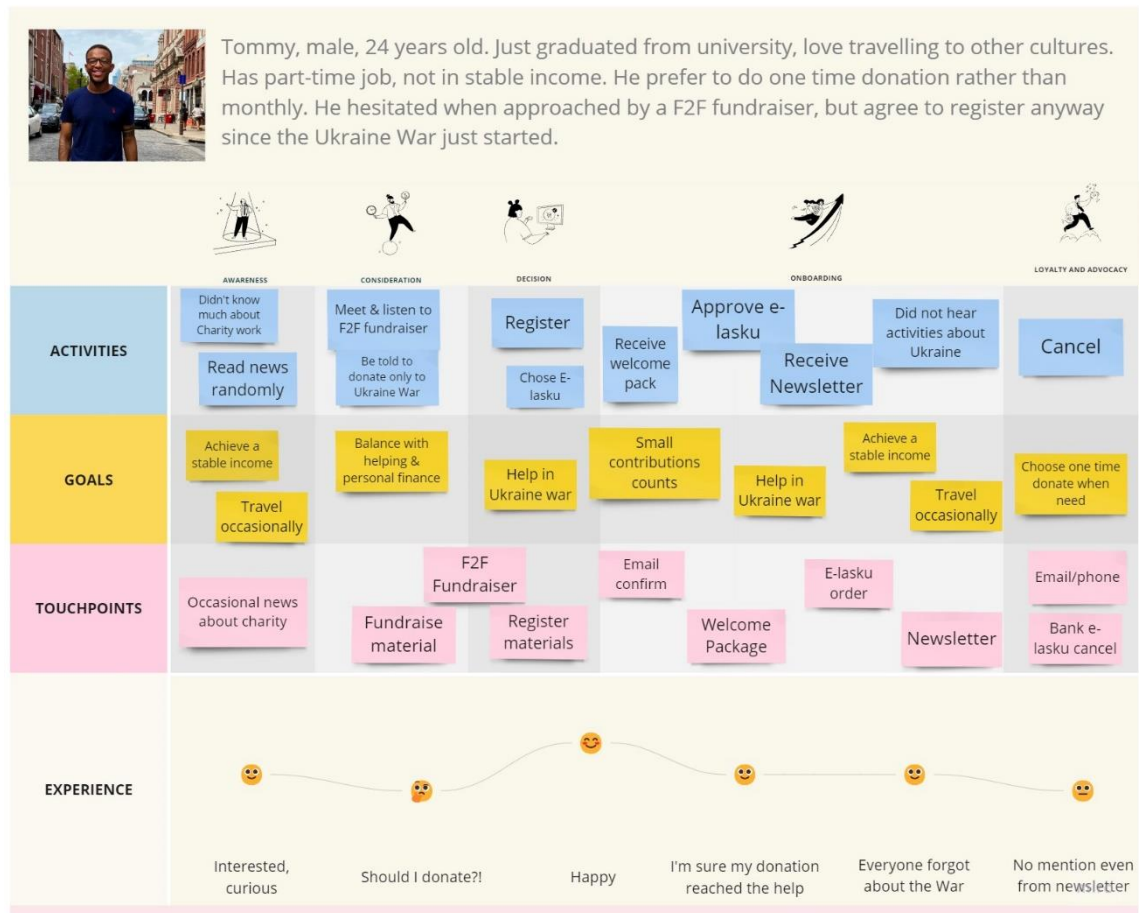 Tommy, male, 24 years old. Just graduated from university, love travelling to other cultures.
Has part-time job, not in stable income. He prefer to do one time donation rather than
monthly. He hesitated when approached by a F2F fundraiser, but agree to register anyway
since the Ukraine War just started.
AWARENESS
CONSIDERATION
DECISION
ONBOARDING
LOYALTY AND ADVOCACY
ACTIVITIES
Didn't know
much about
Charity work
Read news
randomly
Meet & listen to
F2F fundraiser
Be told to
donate only to
Ukraine War
Register
Chose E-
lasku
Receive
welcome
pack
Approve e-
lasku
Receive
Newsletter
Did not hear
activities about
Ukraine
Cancel
GOALS
Achieve a
stable income
Travel
occasionally
Balance with
helping &
personal finance
Help in
Ukraine war
Small
contributions
counts
Help in
Ukraine war
Achieve a
stable income
Travel
occasionally
Choose one time
donate when
need
TOUCHPOINTS
Occasional news
about charity
F2F
Fundraiser
Fundraise
material
Register
materials
Email
confirm
Welcome
Package
E-lasku
order
Newsletter
Email/phone
Bank e-
lasku cancel
EXPERIENCE
Interested,
curious
Should I donate?!
Happy
I'm sure my donation
reached the help
Everyone forgot
about the War
No mention even
from newsletter